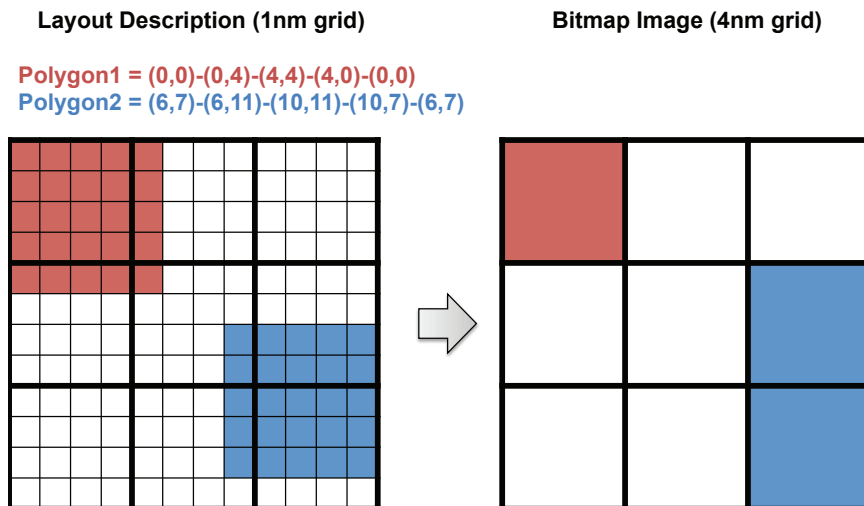 Layout Description (1nm grid)
Bitmap Image (4nm grid)
Polygon1 = (0,0)-(0,4)-(4,4)-(4,0)-(0,0)
Polygon2 = (6,7)-(6,11)-(10,11)-(10,7)-(6,7)